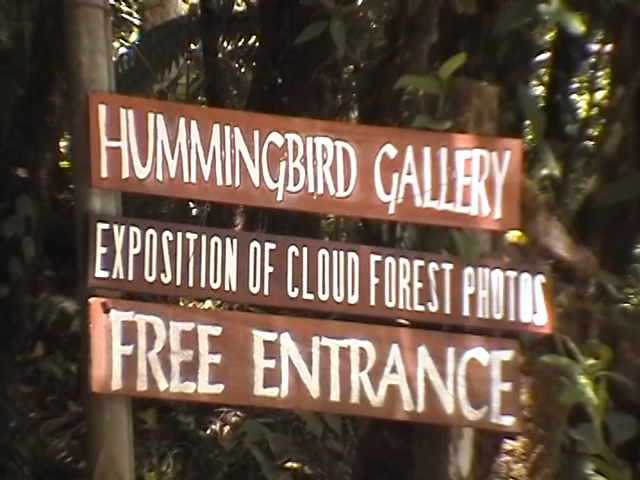 HUMMINGBIRD GALLERY
EXPOSITION OF CLOUD FOREST PHOTOS
FREE ENTRANCE